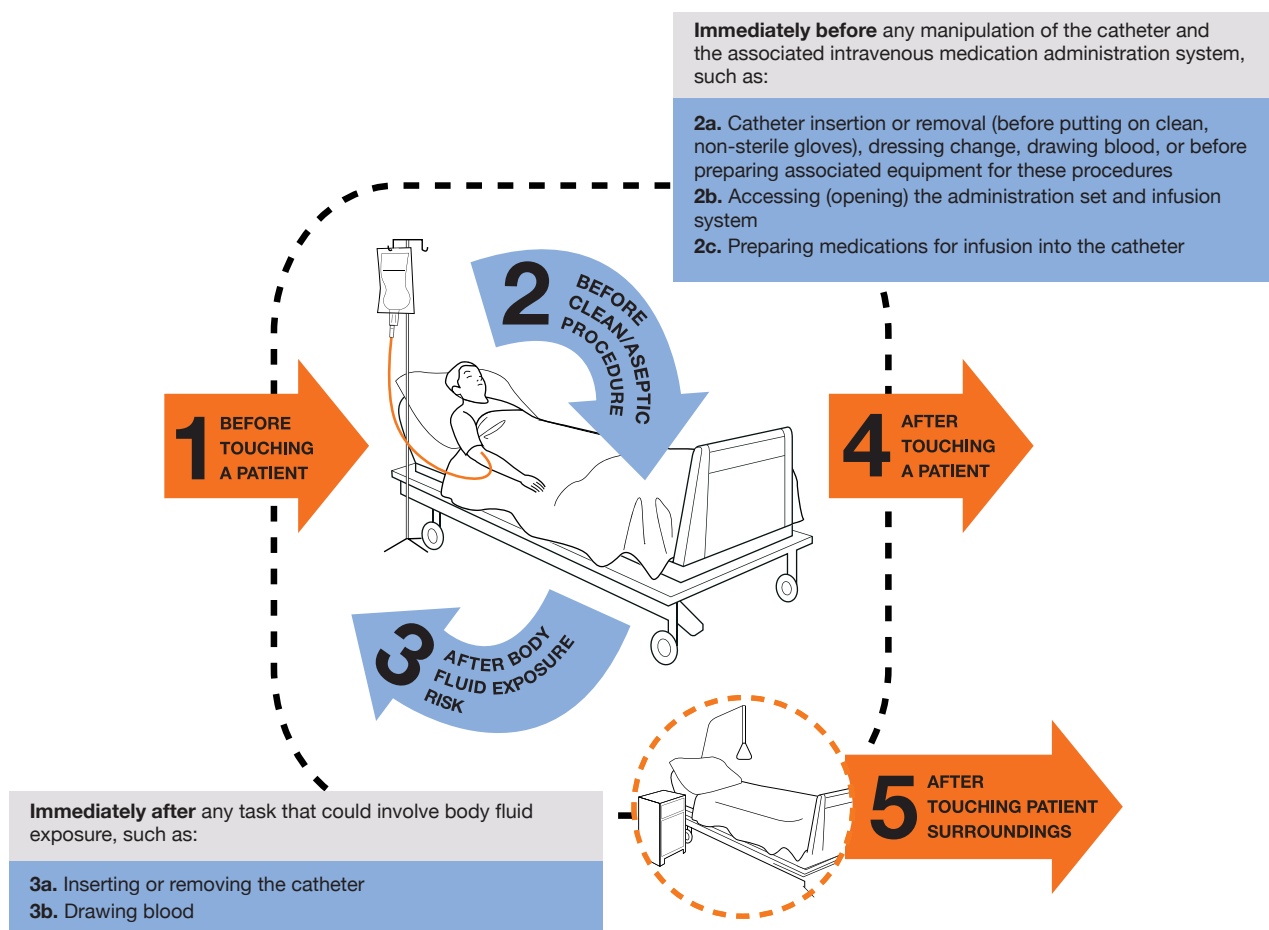 Immediately before any manipulation of the catheter and
the associated intravenous medication administration system,
such as:
2a. Catheter insertion or removal (before putting on clean,
non-sterile gloves), dressing change, drawing blood, or before
preparing associated equipment for these procedures
2b. Accessing (opening) the administration set and infusion
system
2c. Preparing medications for infusion into the catheter
1
BEFORE
TOUCHING
A PATIENT
2
BEFORE
CLEAN/ASEPTIC
PROCEDURE
3
AFTER BODY
FLUID EXPOSURE
RISK
4
AFTER
TOUCHING
A PATIENT
5
AFTER
TOUCHING PATIENT
SURROUNDINGS
Immediately after any task that could involve body fluid
exposure, such as:
3a. Inserting or removing the catheter
3b. Drawing blood